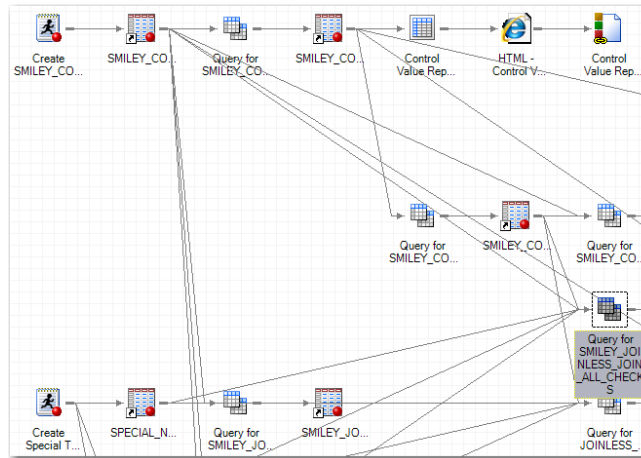 Create
SMILEY_CO...
SMILEY_CO...
Query for
SMILEY_CO...
SMILEY_CO...
Control
Value Rep...
HTML -
Control V...
Control
Value Rep...
Query for
SMILEY_CO...
SMILEY_CO...
Query for
SMILEY_CO...
Query for
SMILEY_JOI
NLESS_JOIN
_ALL_CHECK
S
Create
Special T...
SPECIAL_N...
Query for
SMILEY_JO...
SMILEY_JO...
Query for
JOINLESS_